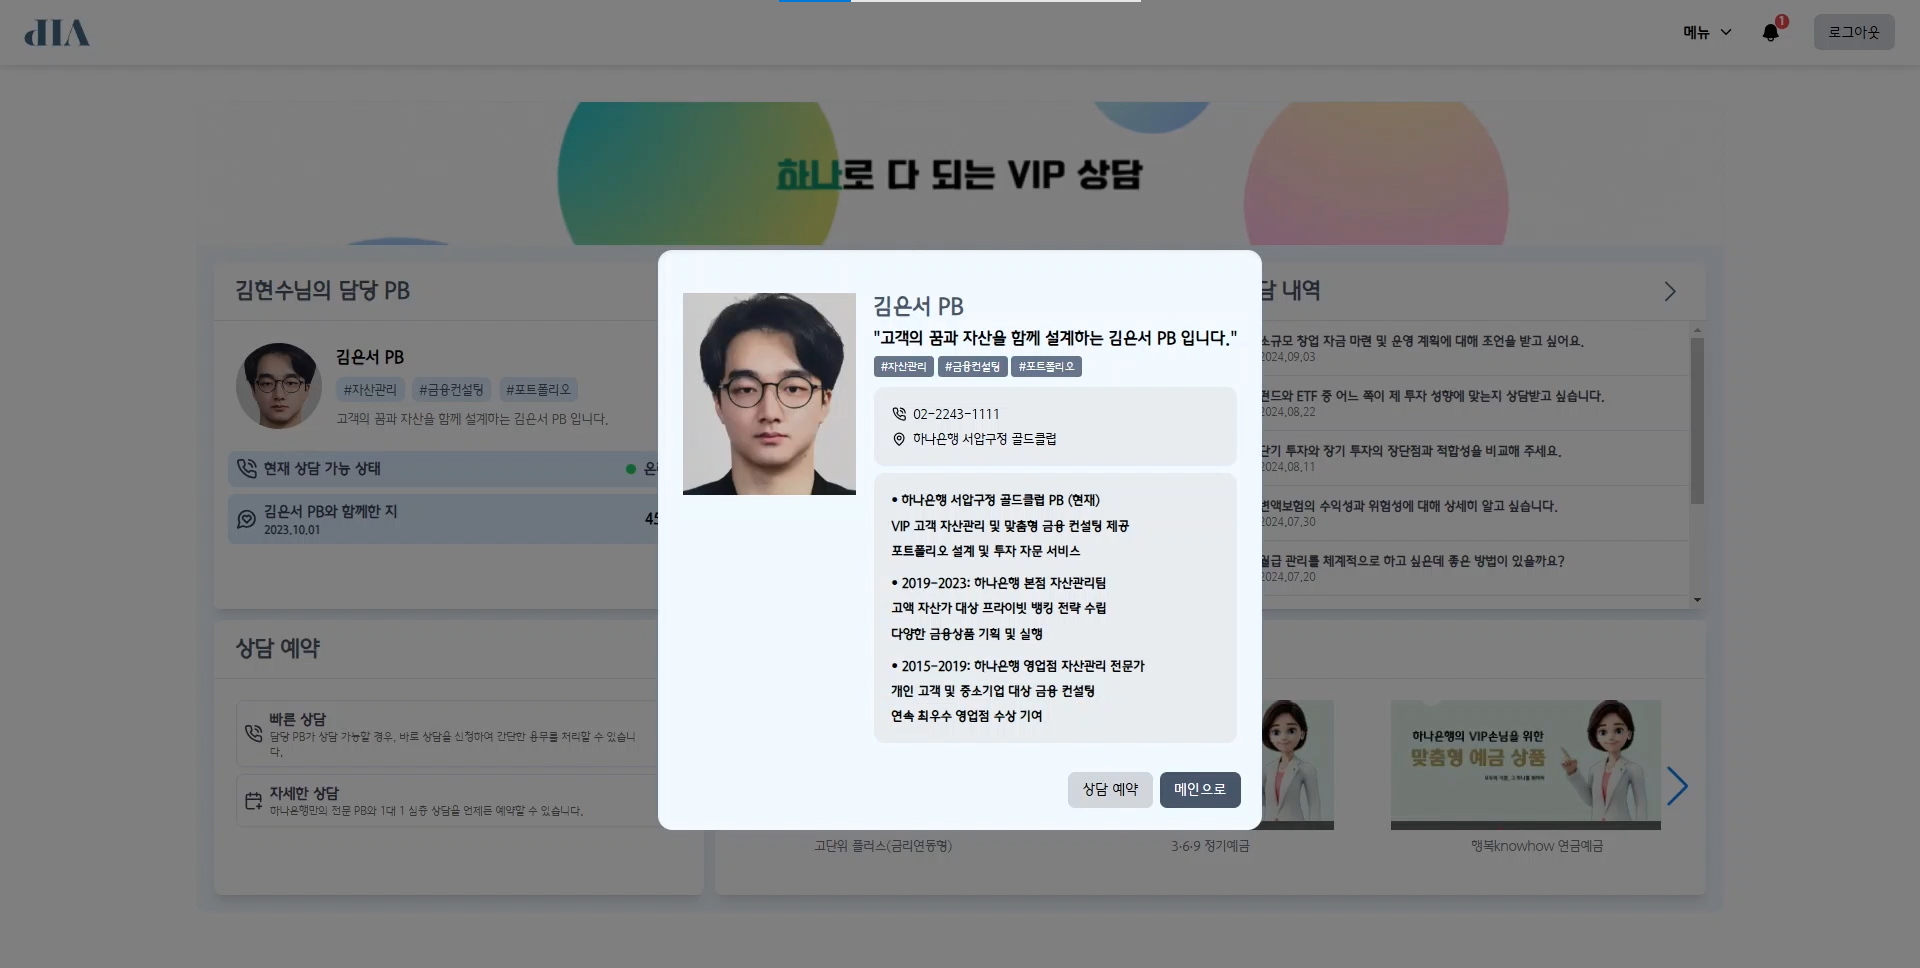 메뉴
1
로그아웃
하나로 다 되는 VIP 상담
김현수님의 담당 PB
김은서 PB
#자산관리 #금융컨설팅 #포트폴리오
고객의 꿈과 자산을 함께 설계하는 김은서 PB 입니다.
현재 상담 가능 상태
온
김은서 PB와 함께한 지
2023.10.01
45
상담 예약
빠른 상담
담당 PB가 상담 가능할 경우, 바로 상담을 신청하여 간단한 용무를 처리할 수 있습니
다.
자세한 상담
하나은행만의 전문 PB와 1대 1 심층 상담을 언제든 예약할 수 있습니다.
김은서 PB
"고객의 꿈과 자산을 함께 설계하는 김은서 PB 입니다."
#자산관리 #금융컨설팅 #포트폴리오
02-2243-1111
하나은행 서압구정 골드클럽
• 하나은행 서압구정 골드클럽 PB (현재)
VIP 고객 자산관리 및 맞춤형 금융 컨설팅 제공
포트폴리오 설계 및 투자 자문 서비스
• 2019-2023: 하나은행 본점 자산관리팀
고액 자산가 대상 프라이빗 뱅킹 전략 수립
다양한 금융상품 기획 및 실행
• 2015-2019: 하나은행 영업점 자산관리 전문가
개인 고객 및 중소기업 대상 금융 컨설팅
연속 최우수 영업점 수상 기여
상담 예약
메인으로
담 내역
소규모 창업 자금 마련 및 운영 계획에 대해 조언을 받고 싶어요.
2024.09.03
펀드와 ETF 중 어느 쪽이 제 투자 성향에 맞는지 상담받고 싶습니다.
2024.08.22
단기 투자와 장기 투자의 장단점과 적합성을 비교해 주세요.
2024.08.11
변액보험의 수익성과 위험성에 대해 상세히 알고 싶습니다.
2024.07.30
월급 관리를 체계적으로 하고 싶은데 좋은 방법이 있을까요?
2024.07.20
하나은행의 VIP손님을 위한
맞춤형 예금 상품
고단위 플러스(금리연동형)
3·6·9 정기예금
행복knowhow 연금예금